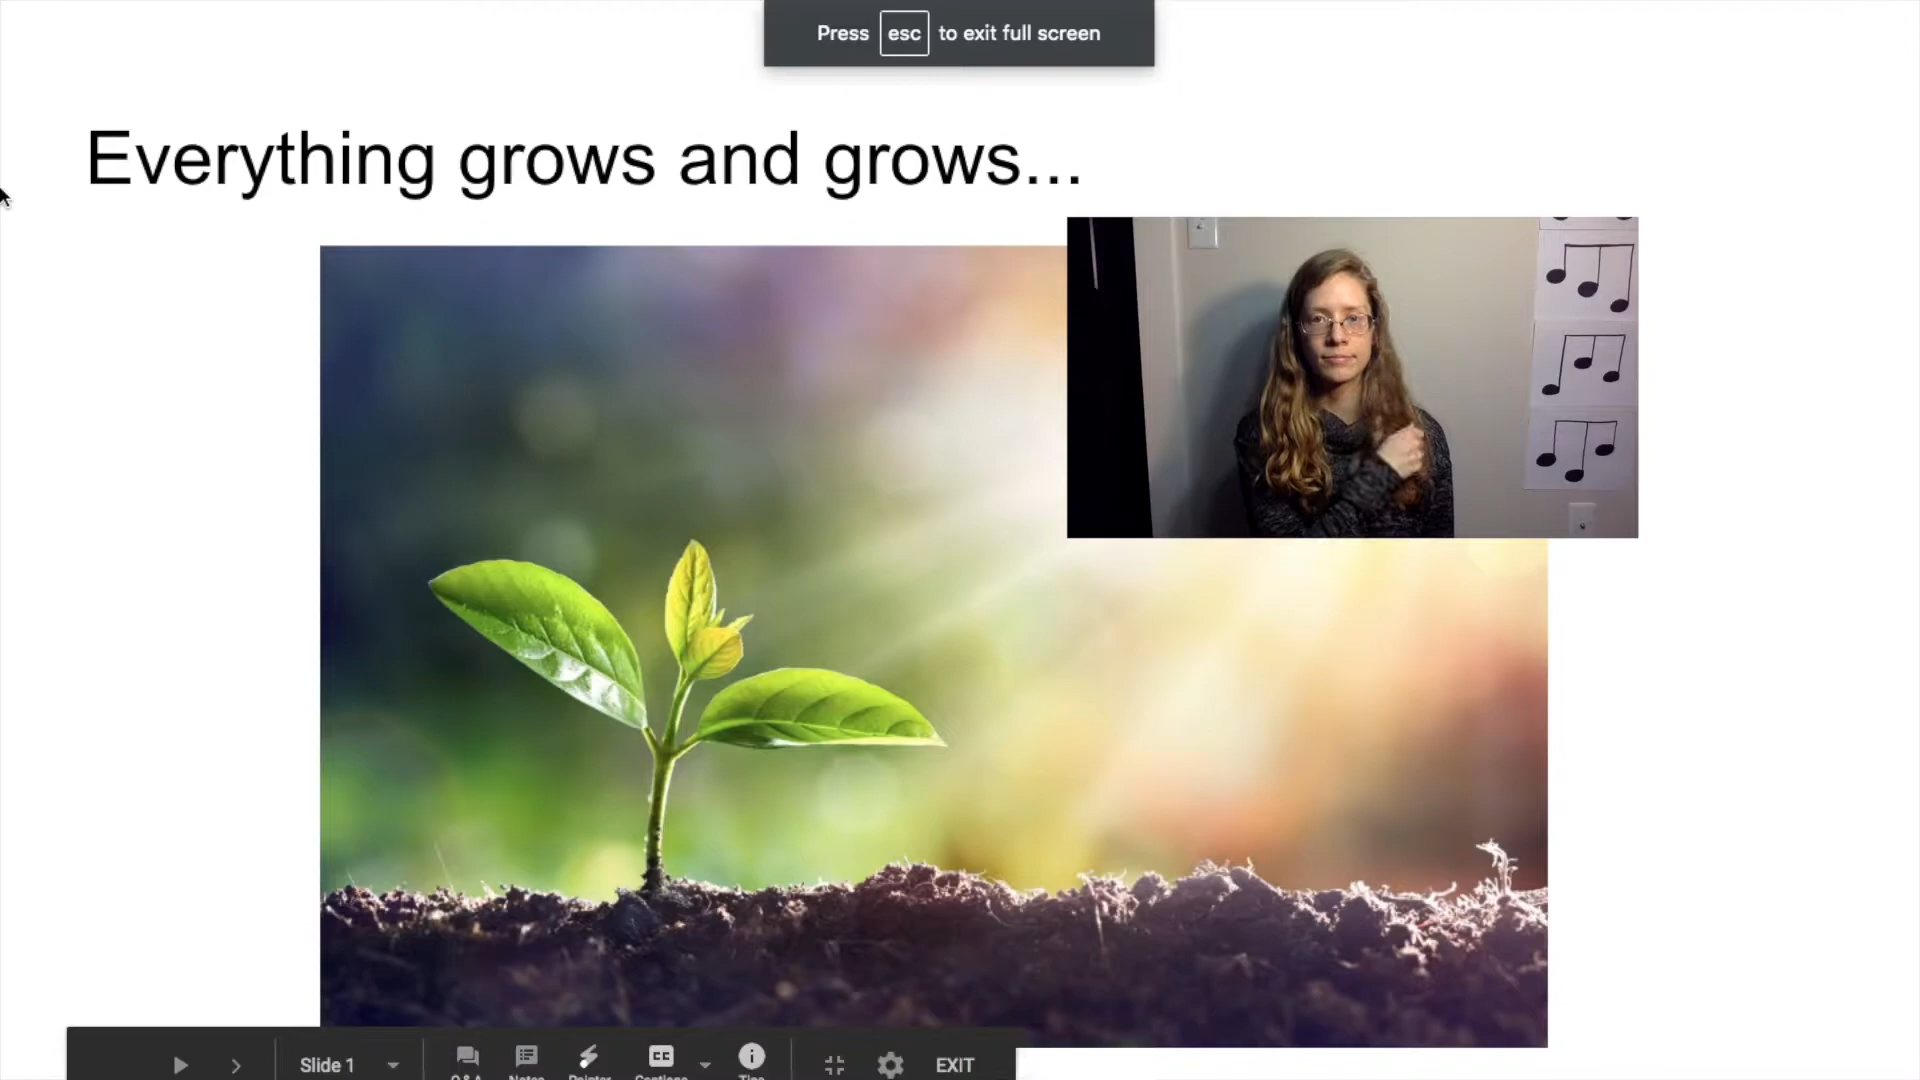 Press esc to exit full screen
Everything grows and grows...
Slide 1
Q&A Notes Pointer Captions Tips
EXIT